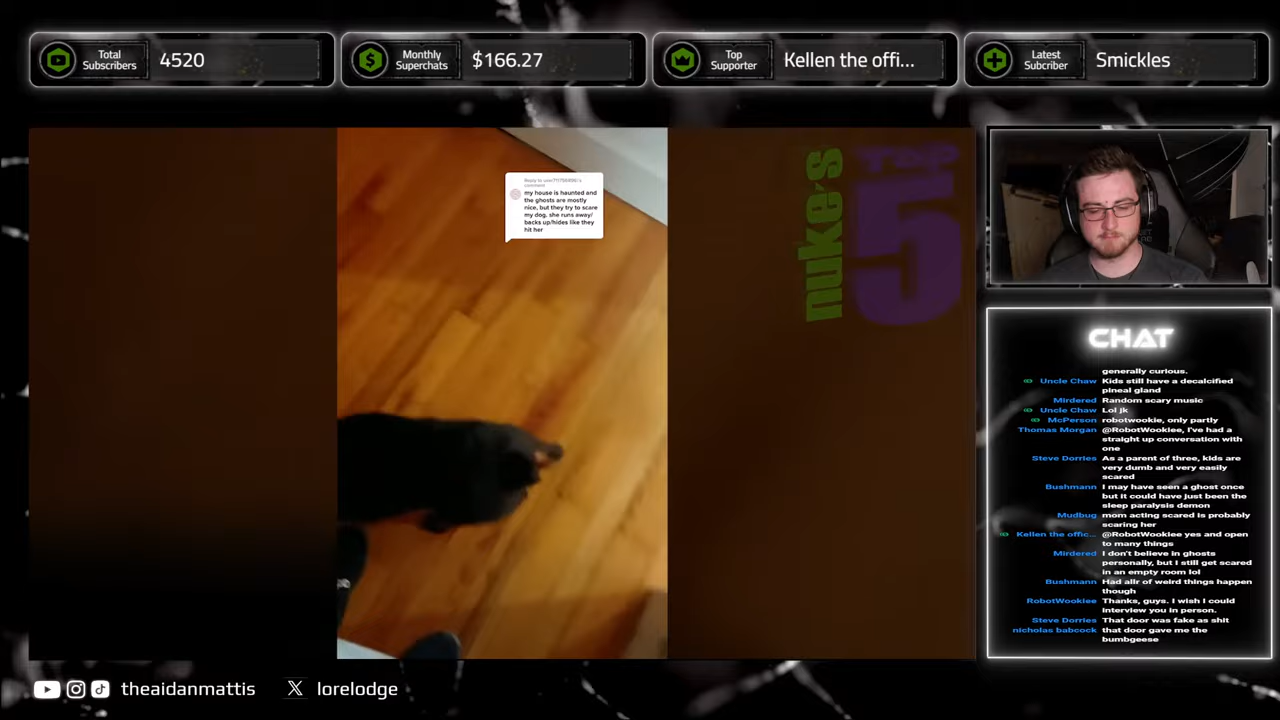 Total
Subscribers
4520
Monthly
Superchats
$166.27
Top
Supporter
Kellen the offi...
Latest
Subcriber
Smickles
my house is haunted and
the ghosts are mostly
nice, but they try to scare
my dog. she runs away/
backs up/hides like they
hit her
nuke's
TOP
5
CHAT
generally curious.
Uncle Chaw Kids still have a decalcified
pineal gland
Mirdered Random scary music
Uncle Chaw Lol jk
McPerson robotwookie, only partly
Thomas Morgan @RobotWookiee, I've had a
straight up conversation with
one
Steve Dorries As a parent of three, kids are
very dumb and very easily
scared
Bushmann I may have seen a ghost once
but it could have just been the
sleep paralysis demon
Mudbug mom acting scared is probably
scaring her
Kellen the offic... @RobotWookiee yes and open
to many things
Mirdered I don't believe in ghosts
personally, but I still get scared
in an empty room lol
Bushmann Had allr of weird things happen
though
RobotWookiee Thanks, guys. I wish I could
interview you in person.
Steve Dorries That door was fake as shit
nicholas babcock that door gave me the
bumbgeese
theaidanmattis
lorelodge